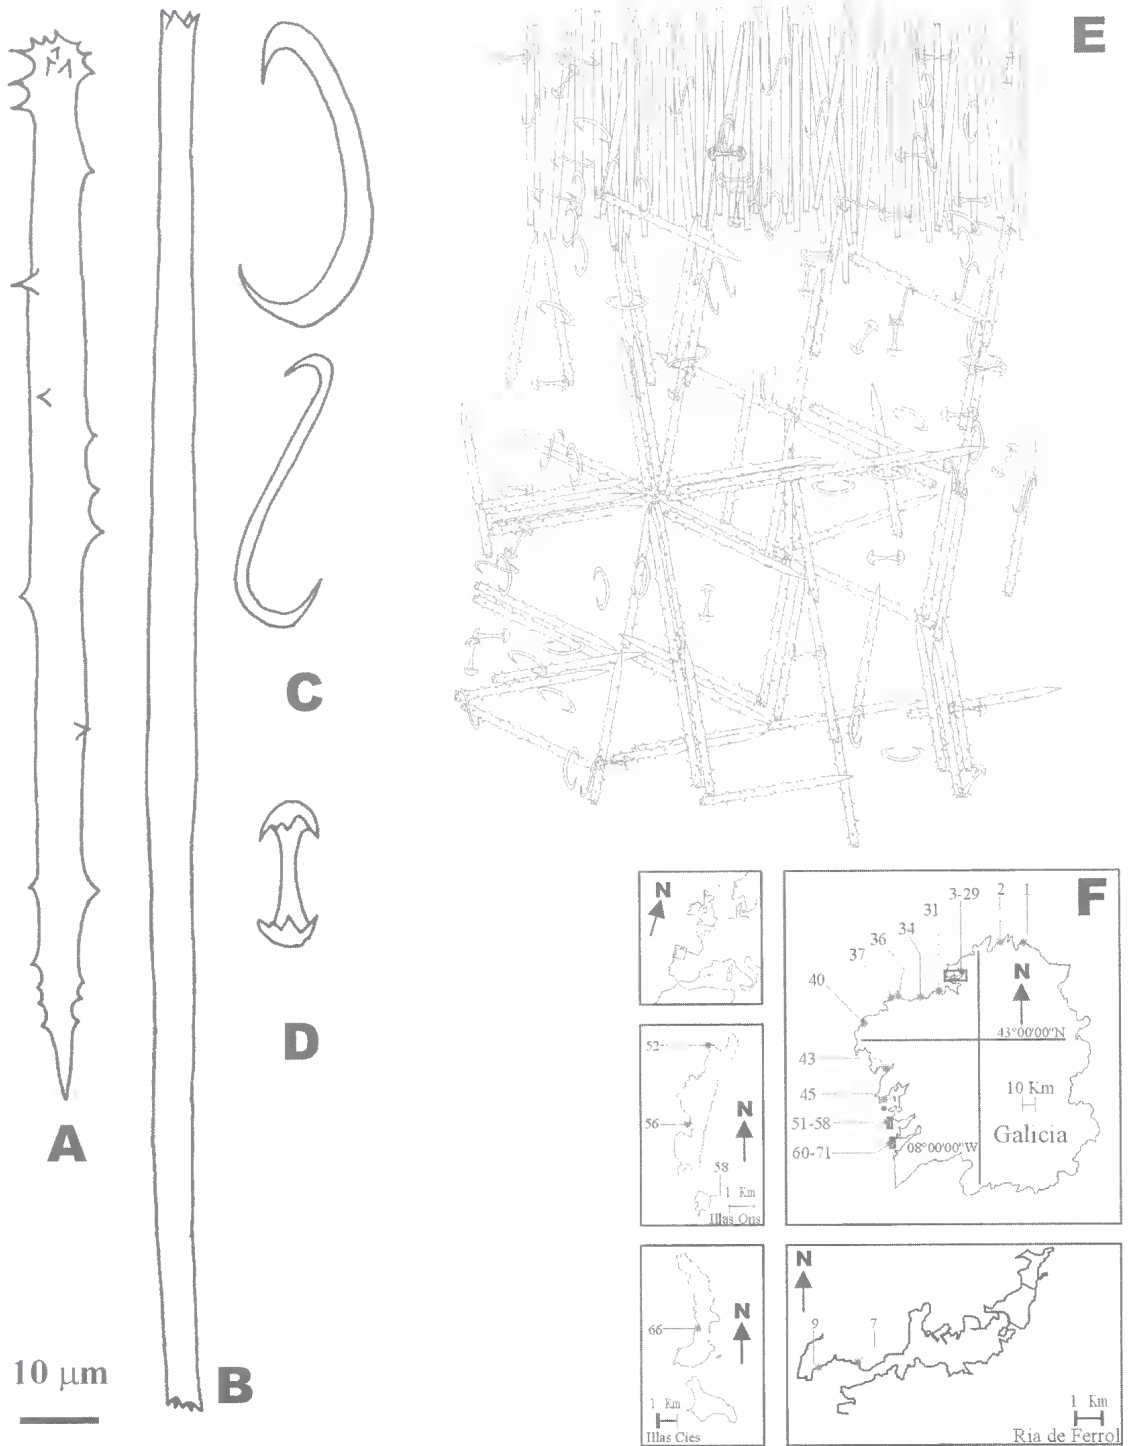 A
10 μm
B
C
D
E
N
52
56
N
58
1 Km
Illas Ons
66
N
1 Km
Illas Cies
F
1
2
3-29
31
34
36
37
40
43
45
51-58
60-71
N
43°00'00"N
10 Km
Galicia
08°00'00"W
N
9
7
1 Km
Ria de Ferrol